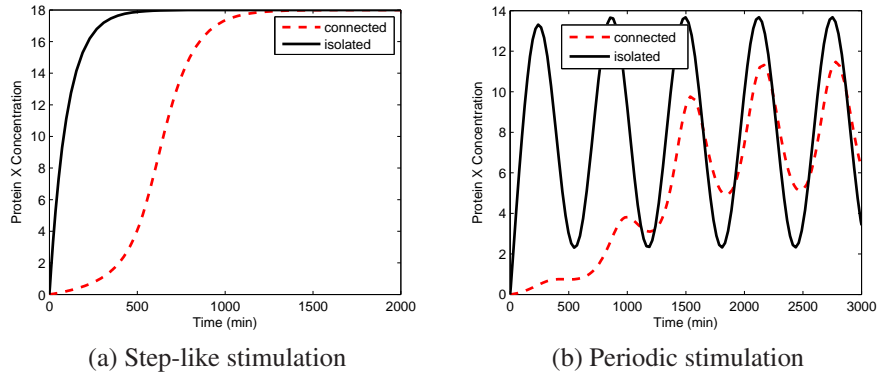 18
16
14
12
10
8
6
4
2
0
0 500 1000 1500 2000
Protein X Concentration
Time (min)
connected
isolated
(a) Step-like stimulation
14
12
10
8
6
4
2
0
0 500 1000 1500 2000 2500 3000
Protein X Concentration
Time (min)
connected
isolated
(b) Periodic stimulation